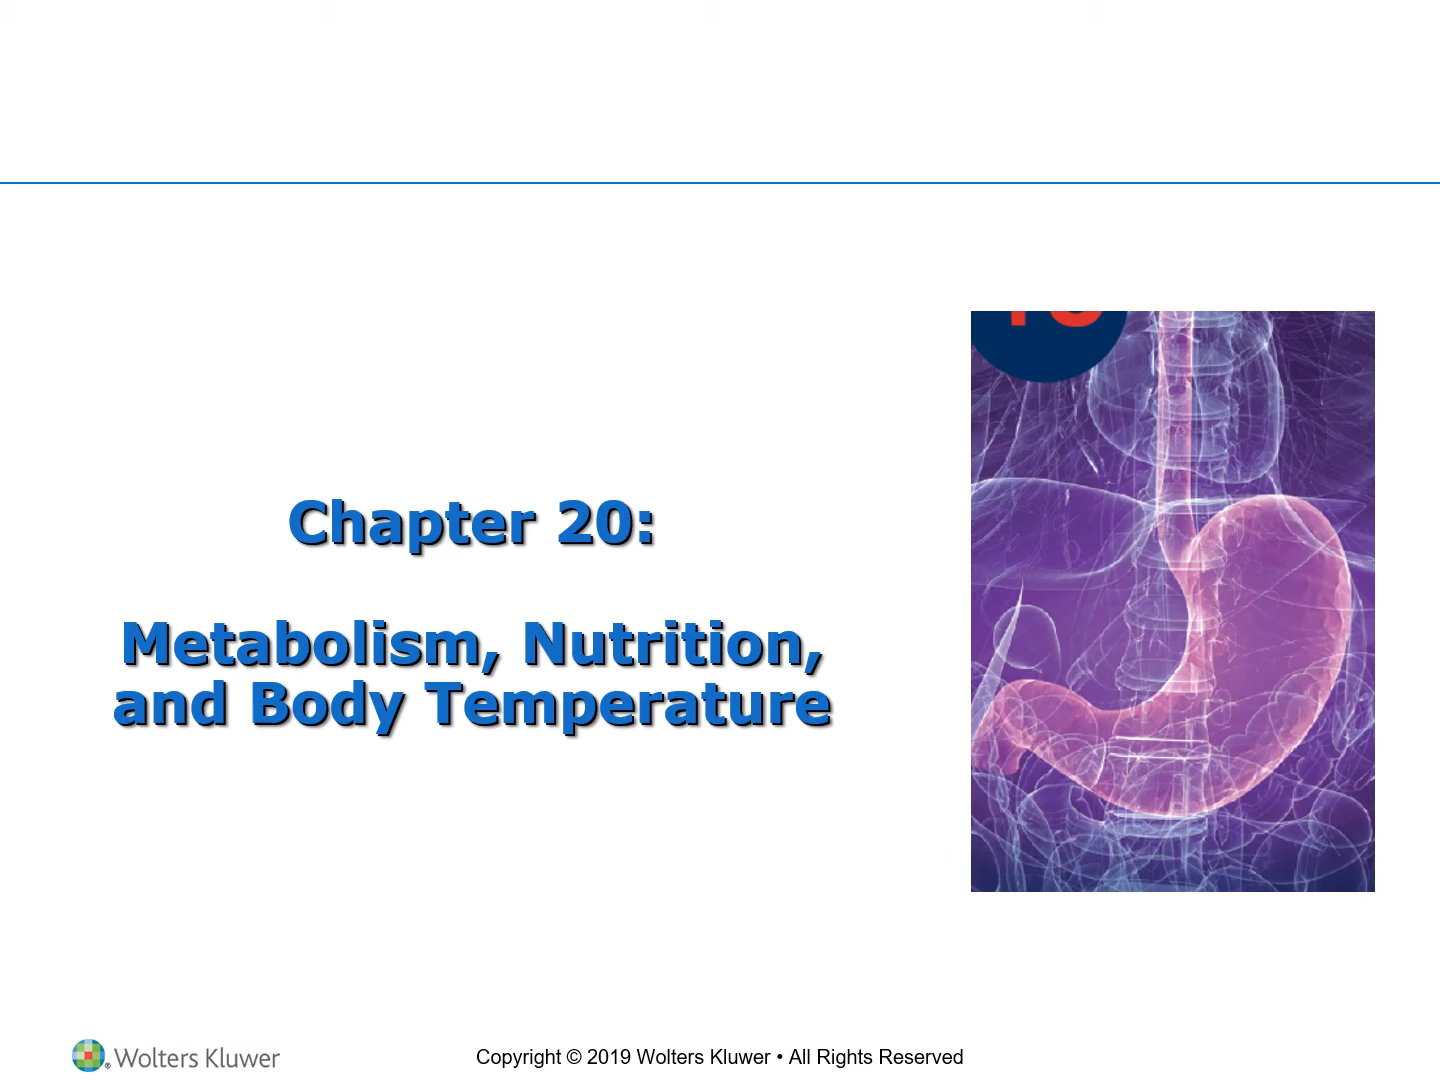 Chapter 20:
Metabolism, Nutrition,
and Body Temperature
Wolters Kluwer
Copyright © 2019 Wolters Kluwer • All Rights Reserved